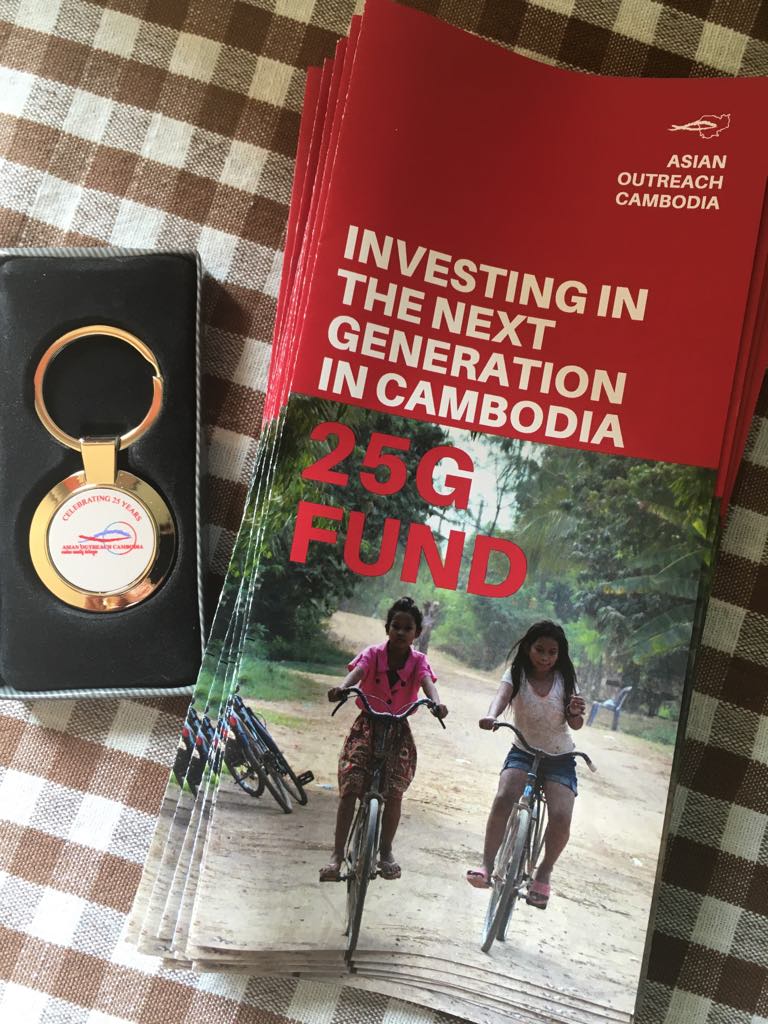 ASIAN
OUTREACH
CAMBODIA
INVESTING IN
THE NEXT
GENERATION
IN CAMBODIA
25G
FUND
CELEBRATING 25 YEARS
ASIAN OUTREACH CAMBODIA